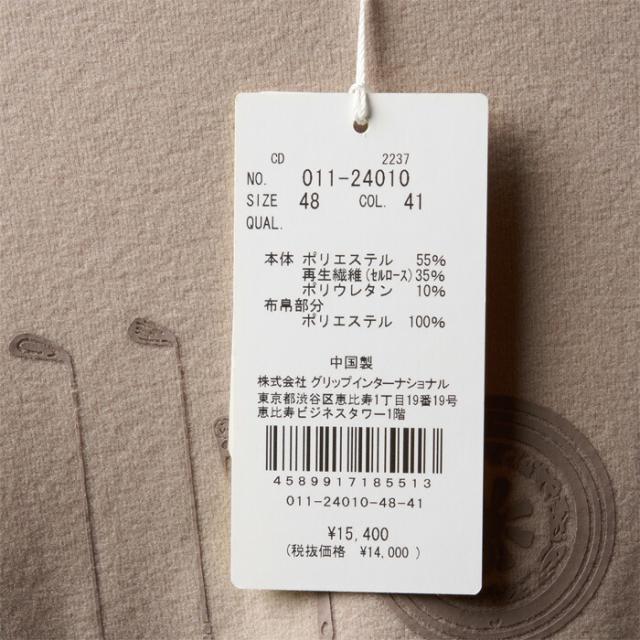 CD 2237
NO. 011-24010
SIZE 48 COL. 41
QUAL.
本体 ポリエステル 55%
再生繊維(セルロース)35%
ポリウレタン 10%
布帛部分
ポリエステル 100%
中国製
株式会社 グリップインターナショナル
東京都渋谷区恵比寿1丁目19番19号
恵比寿ビジネスタワー1階
4589917185513
011-24010-48-41
¥15,400
(税抜価格 ¥14,000 )